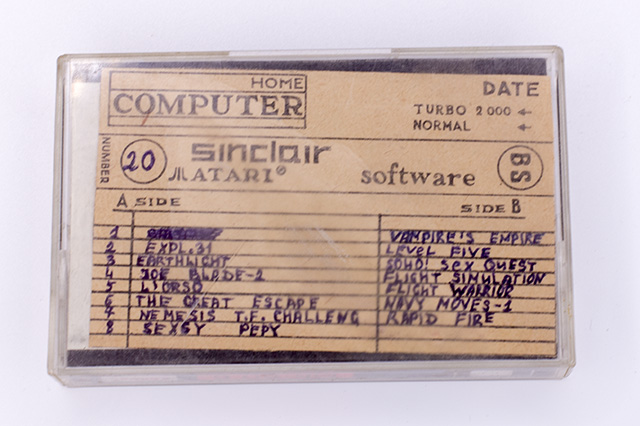 HOME
COMPUTER
DATE
TURBO 2000 ←
NORMAL ←
NUMBER
20
sinclair
ATARI®
software
BS
A SIDE
SIDE B
1
2 EXPL.31
3 EARTHLIGHT
4 JOE BLADE-2
5
6 THE GREAT ESCAPE
7 NEMESIS T.F. CHALLENG
8 SEXSY PEPY
VAMPIRE'S EMPIRE
LEVEL FIVE
SOHO! SEX QUEST
FLIGHT SIMULATION
FLIGHT WARRIOR
NAVY MOVES-1
RAPID FIRE